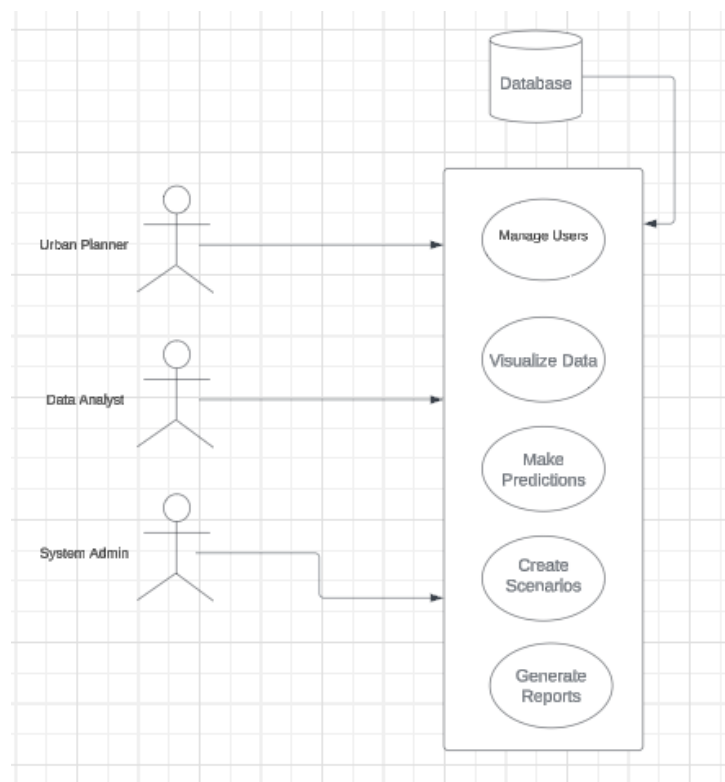 Database
Urban Planner
Manage Users
Visualize Data
Data Analyst
Make
Predictions
System Admin
Create
Scenarios
Generate
Reports